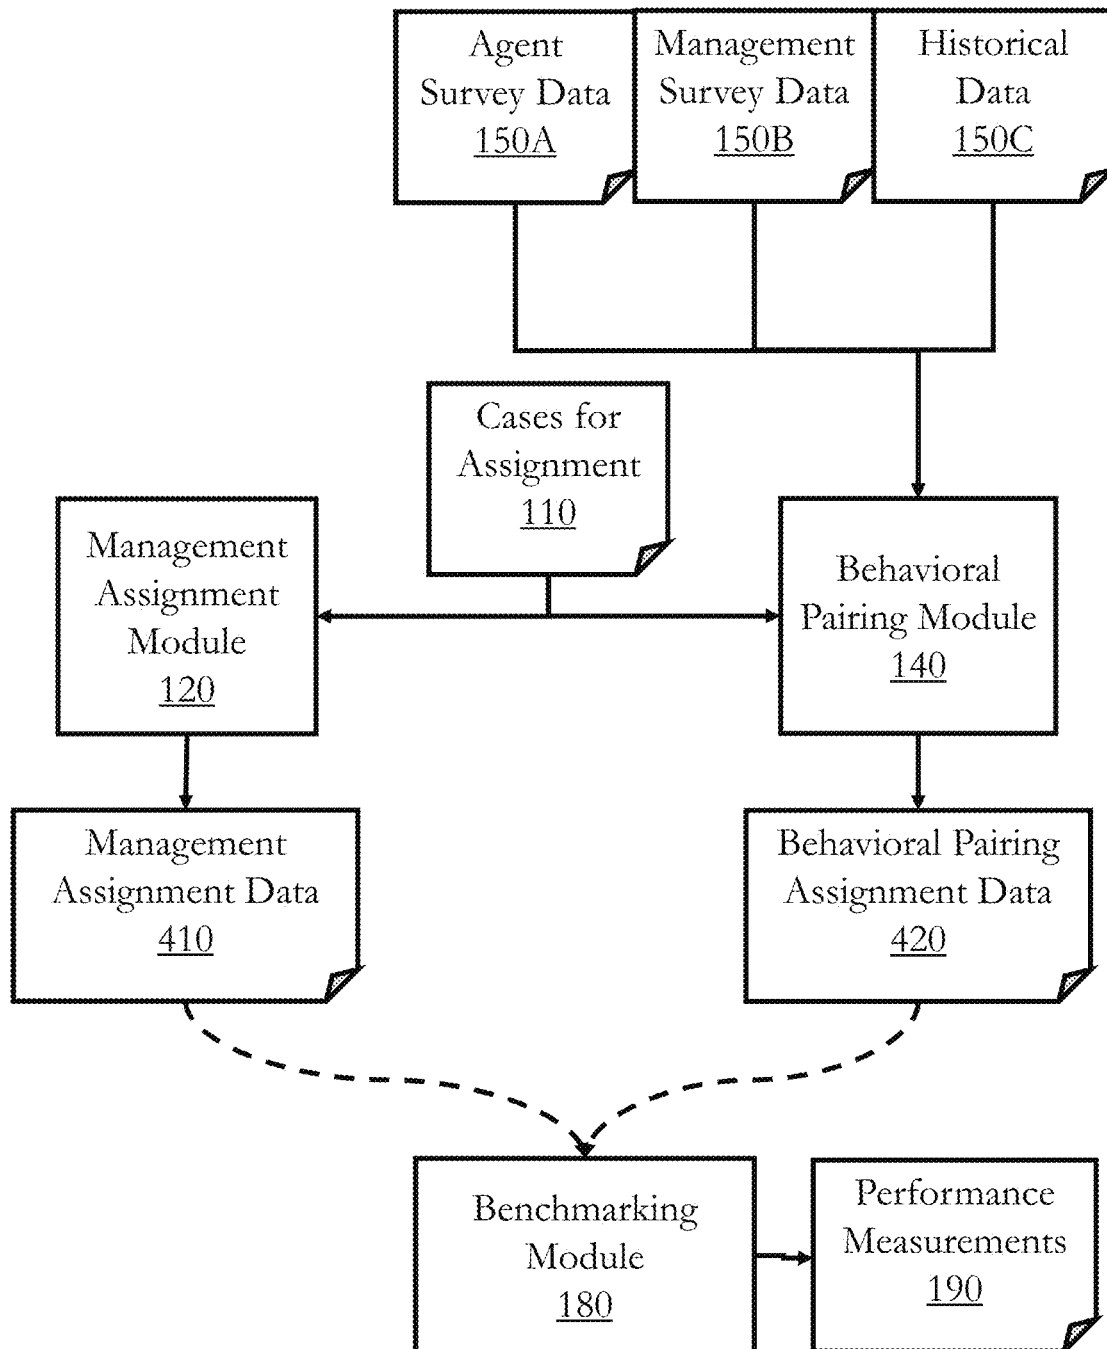 Agent
Survey Data
150A
Management
Survey Data
150B
Historical
Data
150C
Cases for
Assignment
110
Management
Assignment
Module
120
Behavioral
Pairing Module
140
Management
Assignment Data
410
Behavioral Pairing
Assignment Data
420
Benchmarking
Module
180
Performance
Measurements
190